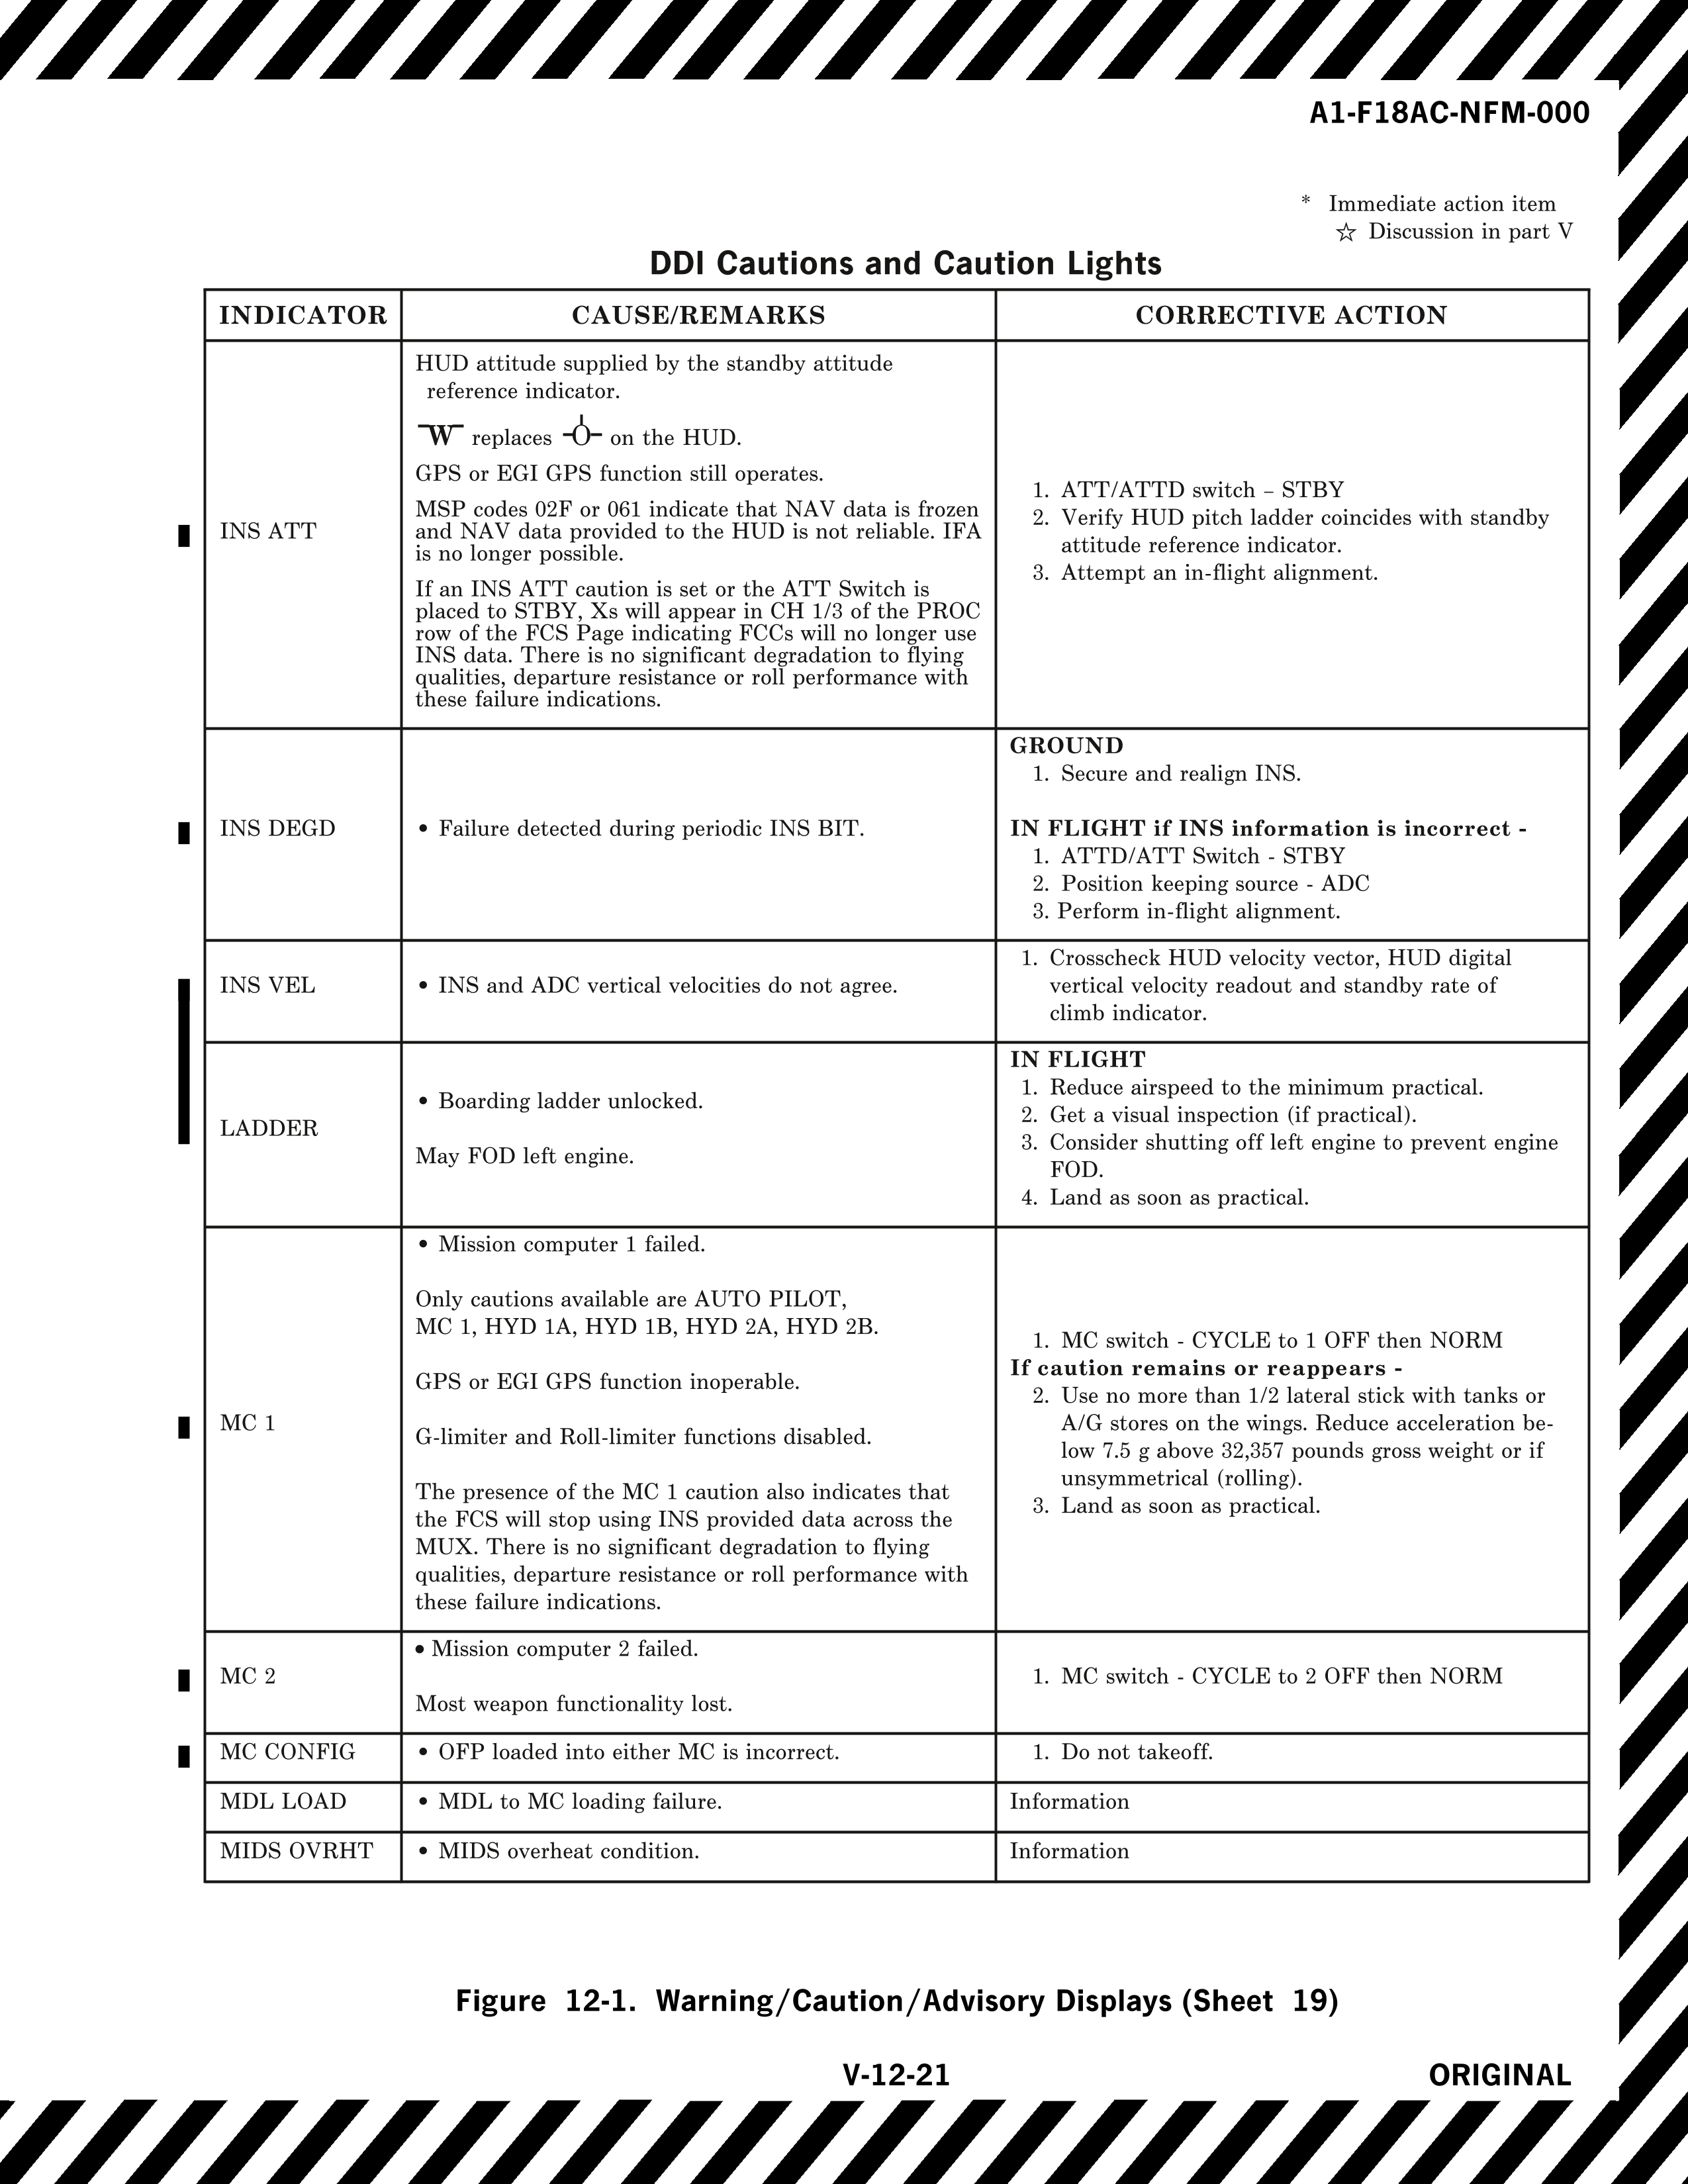 A1-F18AC-NFM-000
* Immediate action item
☆ Discussion in part V
DDI Cautions and Caution Lights
INDICATOR
CAUSE/REMARKS
CORRECTIVE ACTION
INS ATT
HUD attitude supplied by the standby attitude
reference indicator.
W replaces -O- on the HUD.
GPS or EGI GPS function still operates.
MSP codes 02F or 061 indicate that NAV data is frozen
and NAV data provided to the HUD is not reliable. IFA
is no longer possible.
If an INS ATT caution is set or the ATT Switch is
placed to STBY, Xs will appear in CH 1/3 of the PROC
row of the FCS Page indicating FCCs will no longer use
INS data. There is no significant degradation to flying
qualities, departure resistance or roll performance with
these failure indications.
1. ATT/ATTD switch – STBY
2. Verify HUD pitch ladder coincides with standby
attitude reference indicator.
3. Attempt an in-flight alignment.
INS DEGD
• Failure detected during periodic INS BIT.
GROUND
1. Secure and realign INS.
IN FLIGHT if INS information is incorrect -
1. ATTD/ATT Switch - STBY
2. Position keeping source - ADC
3. Perform in-flight alignment.
INS VEL
• INS and ADC vertical velocities do not agree.
1. Crosscheck HUD velocity vector, HUD digital
vertical velocity readout and standby rate of
climb indicator.
LADDER
• Boarding ladder unlocked.
May FOD left engine.
IN FLIGHT
1. Reduce airspeed to the minimum practical.
2. Get a visual inspection (if practical).
3. Consider shutting off left engine to prevent engine
FOD.
4. Land as soon as practical.
MC 1
• Mission computer 1 failed.
Only cautions available are AUTO PILOT,
MC 1, HYD 1A, HYD 1B, HYD 2A, HYD 2B.
GPS or EGI GPS function inoperable.
G-limiter and Roll-limiter functions disabled.
The presence of the MC 1 caution also indicates that
the FCS will stop using INS provided data across the
MUX. There is no significant degradation to flying
qualities, departure resistance or roll performance with
these failure indications.
1. MC switch - CYCLE to 1 OFF then NORM
If caution remains or reappears -
2. Use no more than 1/2 lateral stick with tanks or
A/G stores on the wings. Reduce acceleration be-
low 7.5 g above 32,357 pounds gross weight or if
unsymmetrical (rolling).
3. Land as soon as practical.
MC 2
• Mission computer 2 failed.
Most weapon functionality lost.
1. MC switch - CYCLE to 2 OFF then NORM
MC CONFIG
• OFP loaded into either MC is incorrect.
1. Do not takeoff.
MDL LOAD
• MDL to MC loading failure.
Information
MIDS OVRHT
• MIDS overheat condition.
Information
Figure 12-1. Warning/Caution/Advisory Displays (Sheet 19)
V-12-21
ORIGINAL